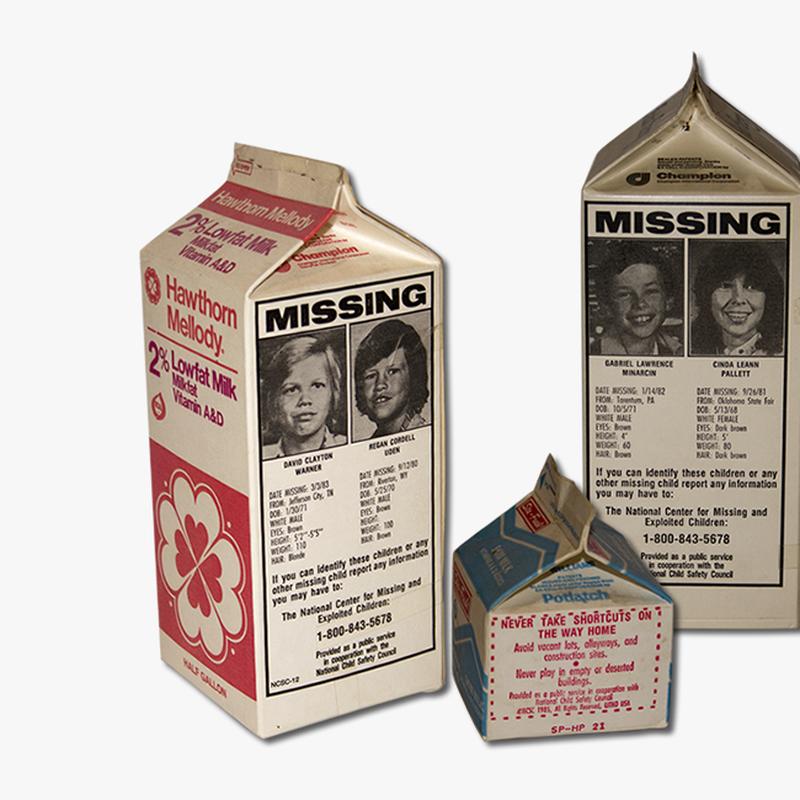 Hawthorn Mellody
2% Lowfat Milk
Milkfat
Vitamin A&D
Champion
Hawthorn
Mellody.
2% Lowfat Milk
Milkfat
Vitamin A&D
HALF GALLON
MISSING
DAVID CLAYTON
WARNER
DATE MISSING: 3/3/83
FROM: Jefferson City, TN
DOB: 1/30/71
WHITE MALE
EYES: Brown
HEIGHT: 5'2"-5'5"
WEIGHT: 110
HAIR: Blonde
REGAN CORDELL
UDEN
DATE MISSING: 9/12/80
FROM: Riverton, WY
DOB: 5/25/70
WHITE MALE
EYES: Brown
HEIGHT:
WEIGHT: 100
HAIR: Brown
If you can identify these children or any
other missing child report any information
you may have to:
The National Center for Missing and
Exploited Children:
1-800-843-5678
Provided as a public service
in cooperation with the
National Child Safety Council
NCSC-12
Potlatch
NEVER TAKE SHORTCUTS ON
THE WAY HOME
Avoid vacant lots, alleyways, and
construction sites.
Never play in empty or deserted
buildings.
Provided as a public service in cooperation with
National Child Safety Council
©NCSC, 1985, All Rights Reserved, LITHO USA
SP-HP 21
Champion
Champion International Corporation
MISSING
GABRIEL LAWRENCE
MINARCIN
DATE MISSING: 1/14/82
FROM: Tarentum, PA
DOB: 10/5/71
WHITE MALE
EYES: Brown
HEIGHT: 4"
WEIGHT: 60
HAIR: Brown
CINDA LEANN
PALLETT
DATE MISSING: 9/26/81
FROM: Oklahoma State Fair
DOB: 5/13/68
WHITE FEMALE
EYES: Dark brown
HEIGHT: 5'
WEIGHT: 80
HAIR: Dark brown
If you can identify these children or any
other missing child report any information
you may have to:
The National Center for Missing and
Exploited Children:
1-800-843-5678
Provided as a public service
in cooperation with the
National Child Safety Council